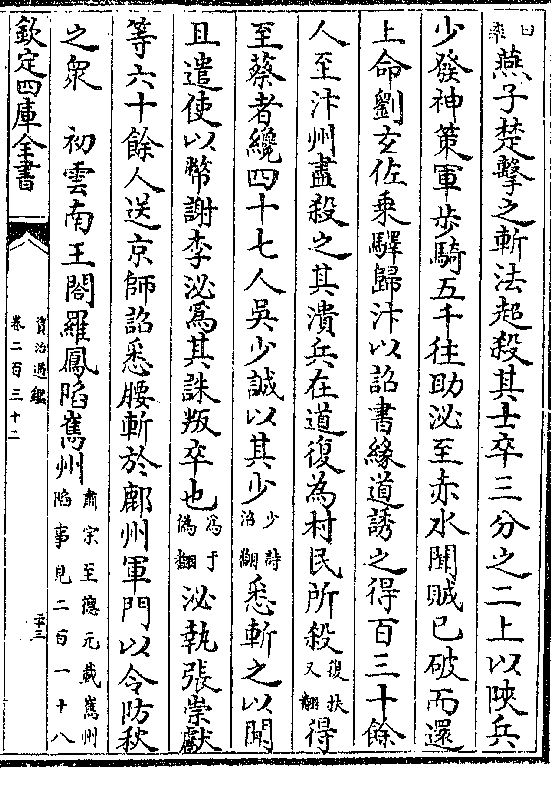 曰乘燕子楚擊之斬法超殺其士卒三分之二上以陜兵
少發神策軍步騎五千往助泌至赤水聞賊已破而還
上命劉玄佐乘驛歸汴以詔書緣道誘之得百三十餘
人至汴州盡殺之其潰兵在道復為村民所殺復扶又翻得
至蔡者纔四十七人吳少誠以其少少詩沼翻悉斬之以聞
且遣使以幣謝李泌為其誅叛卒也為于偽翻泌執張崇獻
等六十餘人送京師詔悉腰斬於鄜州軍門以令防秋
之衆　初雲南王閤羅鳳陷巂州肅宗至德元載巂州陷事見二百一十八
欽定四庫全書
資治通鑑
卷二百三十二